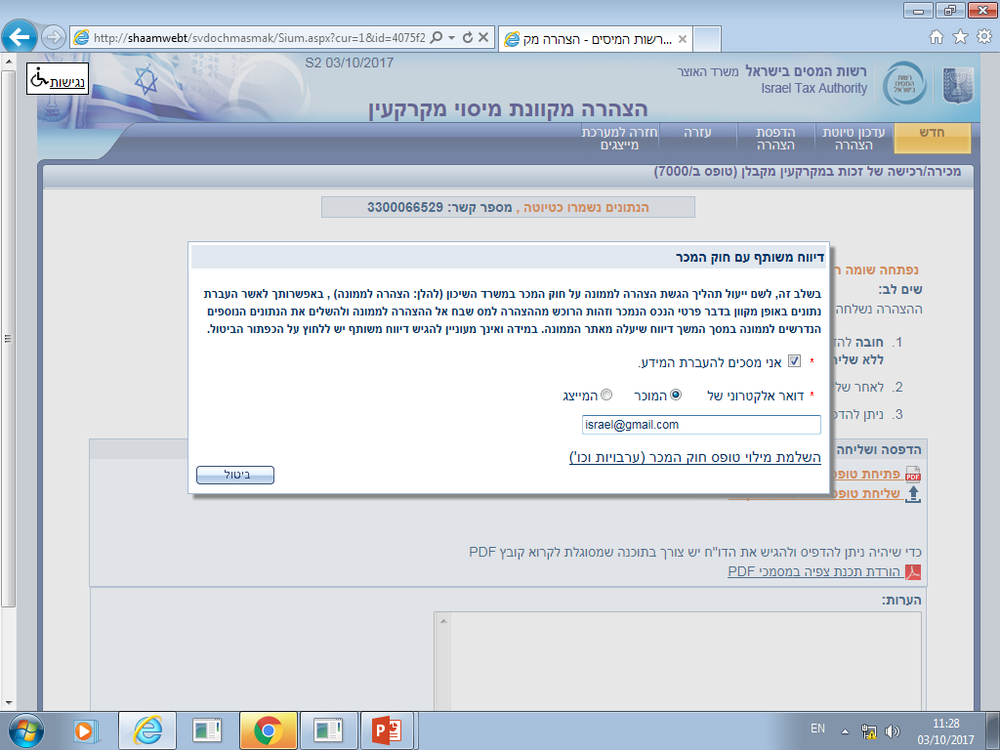 http://shaamwebt/svdochmasmak/Sium.aspx?cur=1&id=4075f2
רשות המיסים - הצהרה מק...
נגישות
S2 03/10/2017
רשות המסים בישראל משרד האוצר
Israel Tax Authority
הצהרה מקוונת מיסוי מקרקעין
חדש
עדכון טיוטת הצהרה
הדפסת הצהרה
עזרה
חזרה למערכת מייצגים
מכירה/רכישה של זכות במקרקעין מקבלן (טופס ב/7000)
הנתונים נשמרו כטיוטה , מספר קשר: 3300066529
דיווח משותף עם חוק המכר
בשלב זה, לשם ייעול תהליך הגשת הצהרה לממונה על חוק המכר במשרד השיכון (להלן: הצהרה לממונה) , באפשרותך לאשר העברת
נתונים באופן מקוון בדבר פרטי הנכס הנמכר וזהות הרוכש מההצהרה למס שבח אל ההצהרה לממונה ולהשלים את הנתונים הנוספים
הנדרשים לממונה במסך המשך דיווח שיעלה מאתר הממונה. במידה ואינך מעוניין להגיש דיווח משותף יש ללחוץ על הכפתור הביטול.
* אני מסכים להעברת המידע.
* דואר אלקטרוני של המוכר המייצג
israel@gmail.com
השלמת מילוי טופס חוק המכר (ערבויות וכו')
ביטול
נפתחה שומה
שים לב:
ההצהרה נשלחה
1. חובה
ללא
2. לאחר
3. ניתן
הדפסה ושליחה
פתיחת
שליחת
כדי שיהיה ניתן להדפיס ולהגיש את הדו"ח יש צורך בתוכנה שמסוגלת לקרוא קובץ PDF
הורדת תכנת צפיה במסמכי PDF
הערות:
EN
11:28
03/10/2017